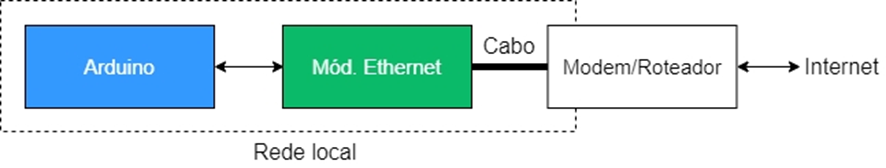 Arduino
Mód. Ethernet
Cabo
Modem/Roteador
Internet
Rede local